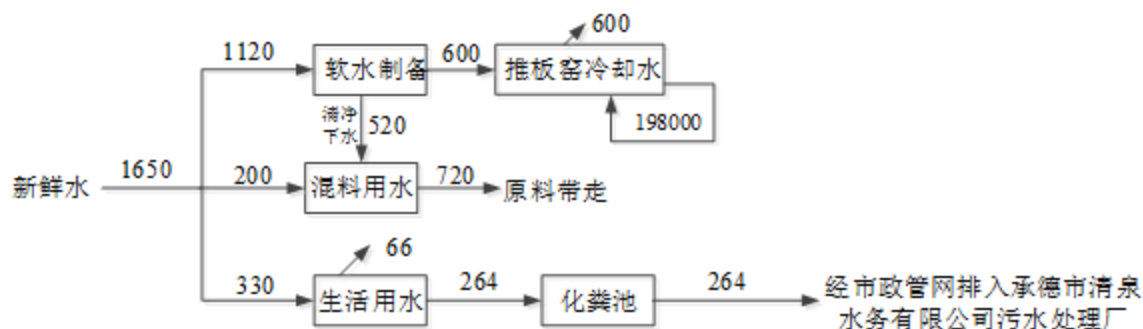 600
1120
软水制备
600
推板窑冷却水
清净
下水
520
198000
新鲜水
1650
200
混料用水
720
原料带走
66
330
生活用水
264
化粪池
264
经市政管网排入承德市清泉
水务有限公司污水处理厂